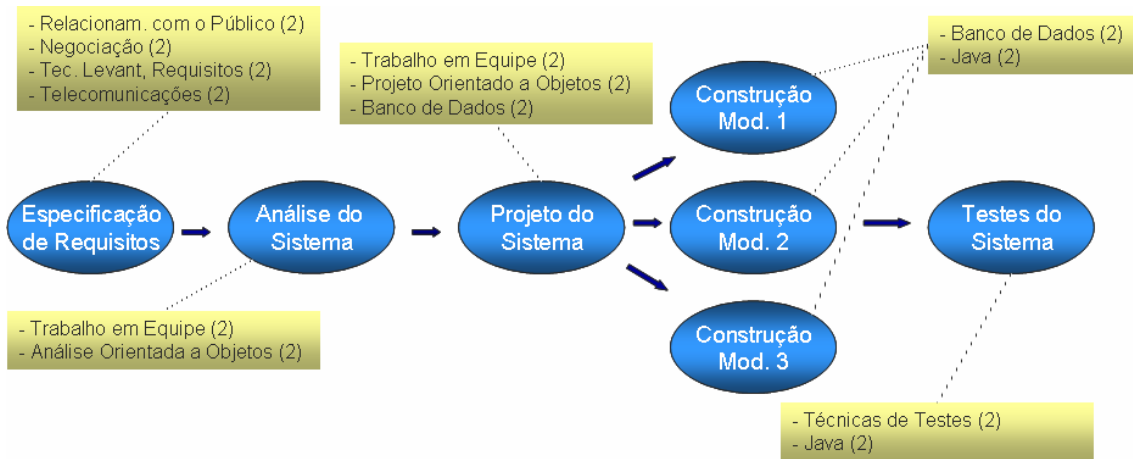 - Relacionam. com o Público (2)
- Negociação (2)
- Tec. Levant, Requisitos (2)
- Telecomunicações (2)
- Trabalho em Equipe (2)
- Projeto Orientado a Objetos (2)
- Banco de Dados (2)
- Banco de Dados (2)
- Java (2)
Construção
Mod. 1
Especificação
de Requisitos
Análise do
Sistema
Projeto do
Sistema
Construção
Mod. 2
Testes do
Sistema
Construção
Mod. 3
- Trabalho em Equipe (2)
- Análise Orientada a Objetos (2)
- Técnicas de Testes (2)
- Java (2)